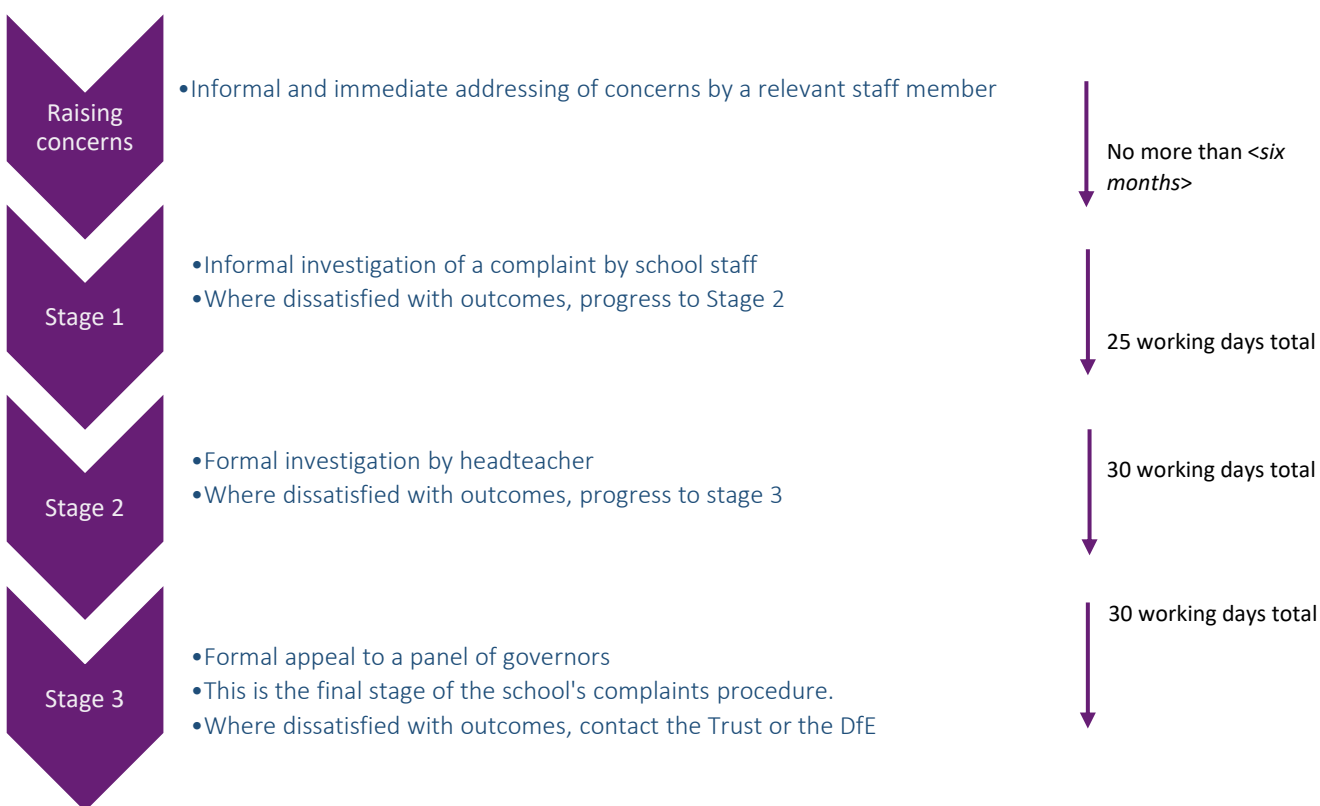 Raising
concerns
•Informal and immediate addressing of concerns by a relevant staff member
No more than <six
months>
Stage 1
•Informal investigation of a complaint by school staff
•Where dissatisfied with outcomes, progress to Stage 2
25 working days total
Stage 2
•Formal investigation by headteacher
•Where dissatisfied with outcomes, progress to stage 3
30 working days total
Stage 3
•Formal appeal to a panel of governors
•This is the final stage of the school's complaints procedure.
•Where dissatisfied with outcomes, contact the Trust or the DfE
30 working days total